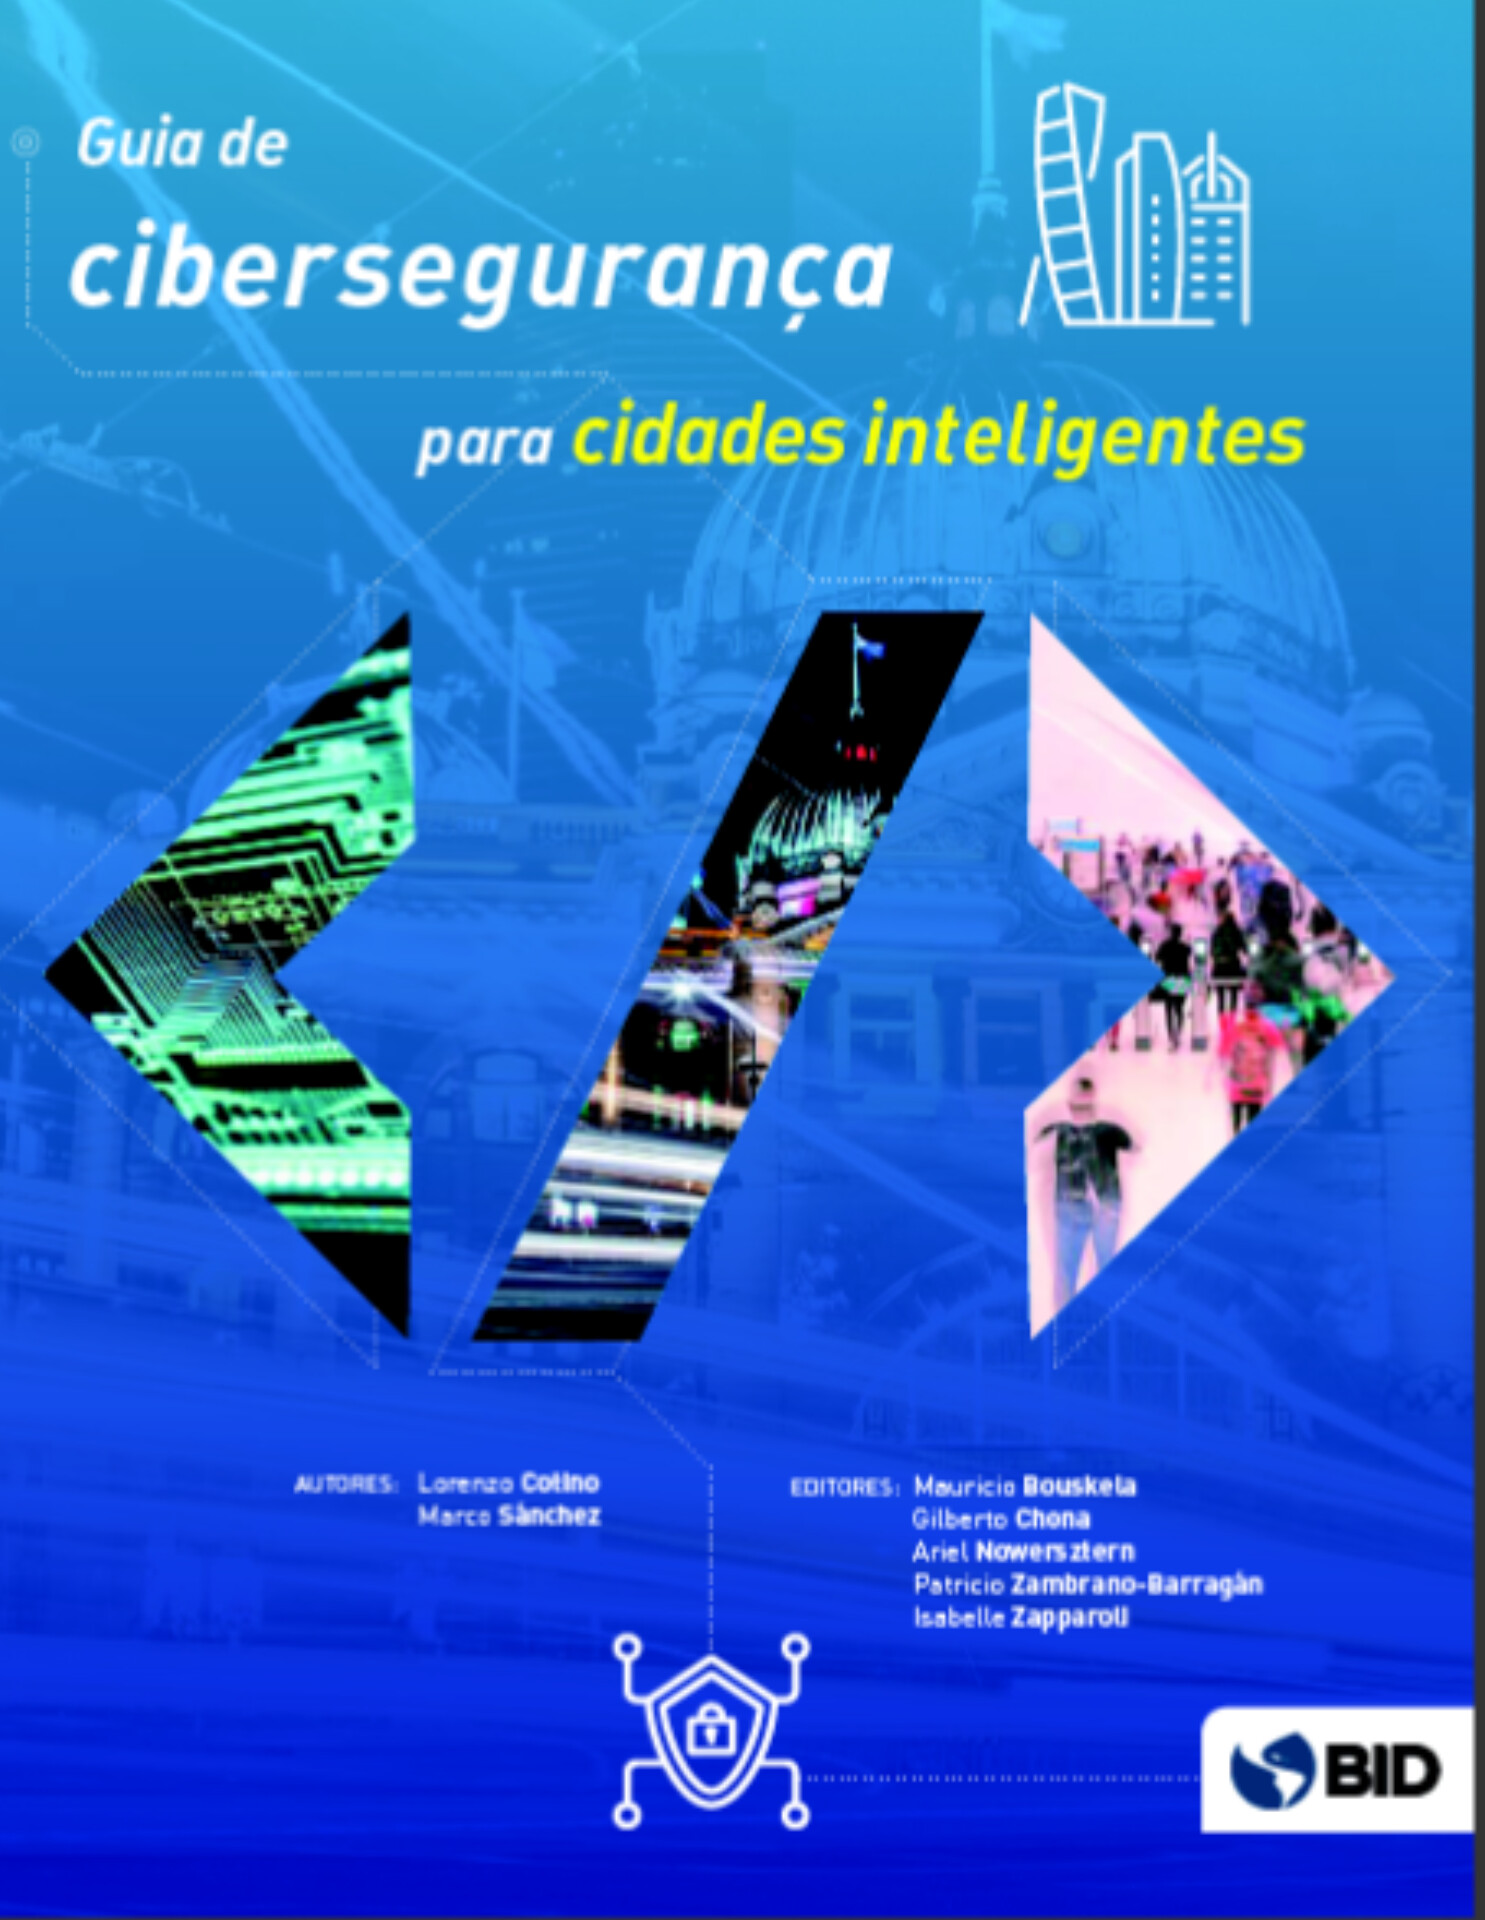 Guia de
cibersegurança
para cidades inteligentes
AUTORES: Lorenzo Cotino
Marco Sánchez
EDITORES: Mauricio Bouskela
Gilberto Chona
Ariel Nowersztern
Patricio Zambrano-Barragán
Isabelle Zapparoli
BID